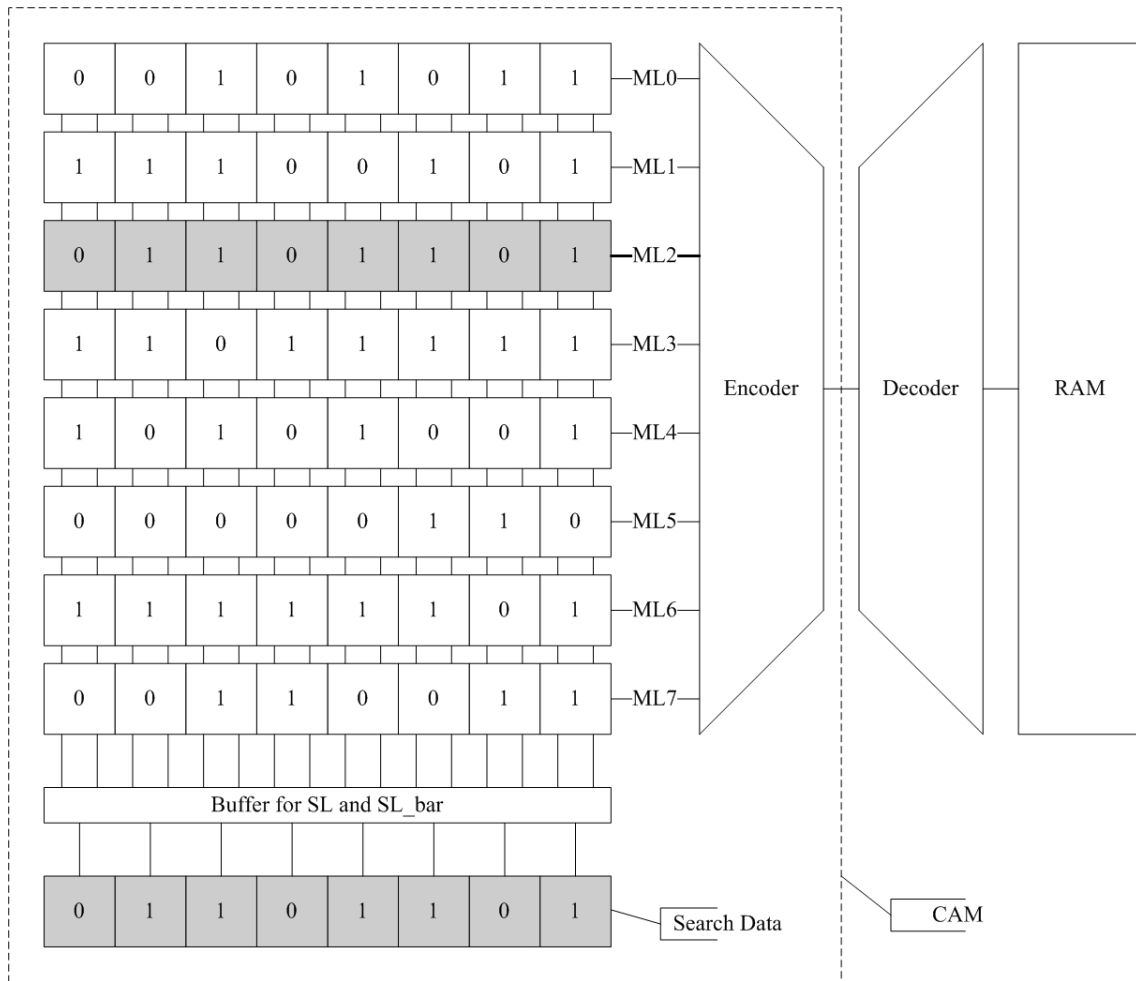 0 0 1 0 1 0 1 1 ML0
1 1 1 0 0 1 0 1 ML1
0 1 1 0 1 1 0 1 ML2
1 1 0 1 1 1 1 1 ML3
Encoder Decoder RAM
1 0 1 0 1 0 0 1 ML4
0 0 0 0 0 1 1 0 ML5
1 1 1 1 1 1 0 1 ML6
0 0 1 1 0 0 1 1 ML7
Buffer for SL and SL_bar
0 1 1 0 1 1 0 1
Search Data
CAM